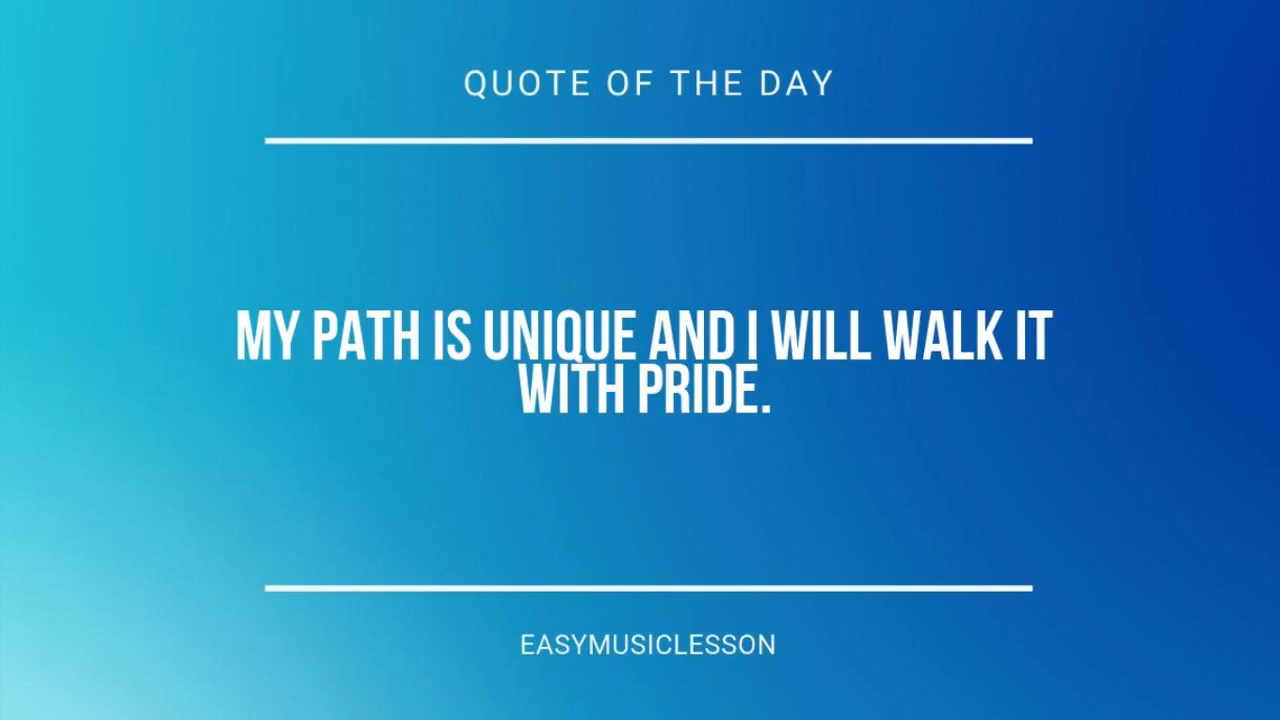 QUOTE OF THE DAY
MY PATH IS UNIQUE AND I WILL WALK IT
WITH PRIDE.
EASYMUSICLESSON